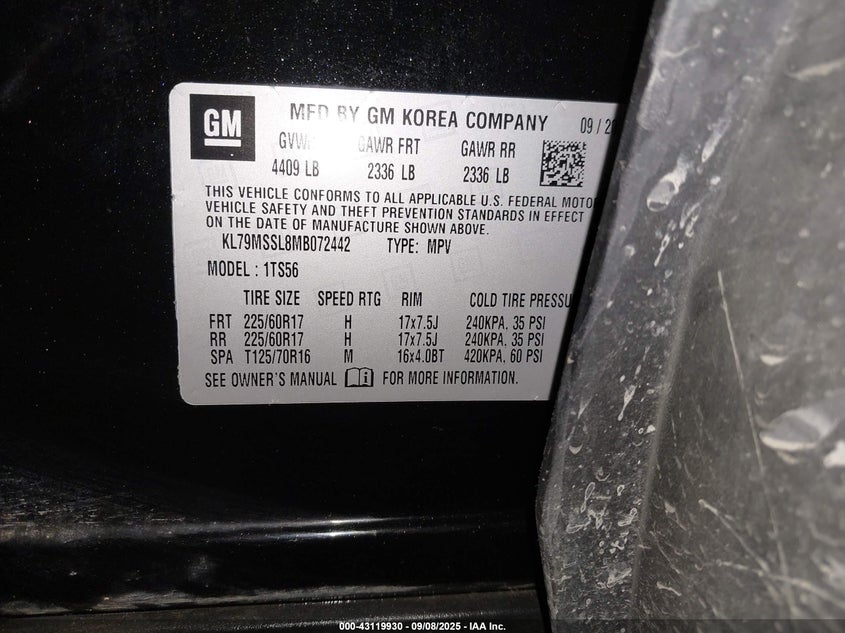 GM
MFD BY GM KOREA COMPANY
09 / 20
GVW GAWR FRT GAWR RR
4409 LB 2336 LB 2336 LB
THIS VEHICLE CONFORMS TO ALL APPLICABLE U.S. FEDERAL MOTO
VEHICLE SAFETY AND THEFT PREVENTION STANDARDS IN EFFECT
ON THE DATE OF MANUFACTURE SHOWN ABOVE.
KL79MSSL8MB072442 TYPE: MPV
MODEL : 1TS56
TIRE SIZE SPEED RTG RIM COLD TIRE PRESSU
FRT 225/60R17 H 17x7.5J 240KPA, 35 PSI
RR 225/60R17 H 17x7.5J 240KPA, 35 PSI
SPA T125/70R16 M 16x4.0BT 420KPA, 60 PSI
SEE OWNER'S MANUAL FOR MORE INFORMATION.
000-43119930 - 09/08/2025 - IAA Inc.